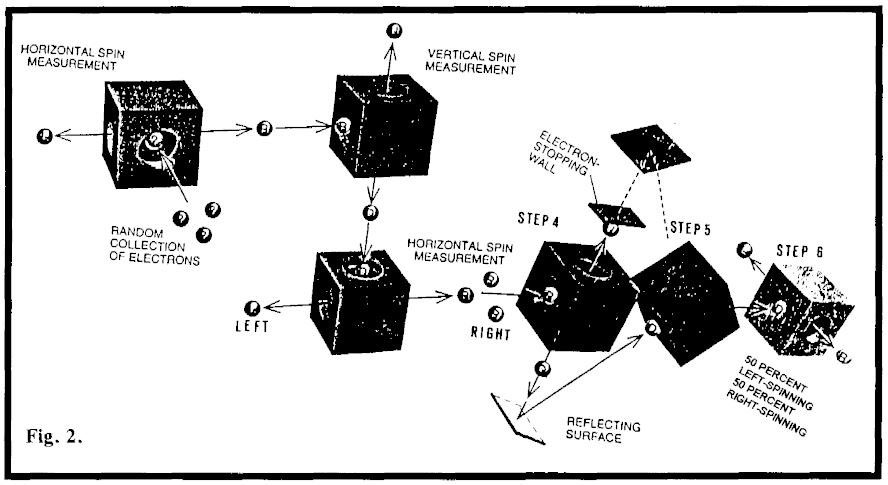 HORIZONTAL SPIN
MEASUREMENT
VERTICAL SPIN
MEASUREMENT
RANDOM
COLLECTION
OF ELECTRONS
ELECTRON-
STOPPING
WALL
STEP 4
STEP 5
STEP 6
HORIZONTAL SPIN
MEASUREMENT
LEFT
RIGHT
REFLECTING
SURFACE
50 PERCENT
LEFT-SPINNING
50 PERCENT
RIGHT-SPINNING
Fig. 2.